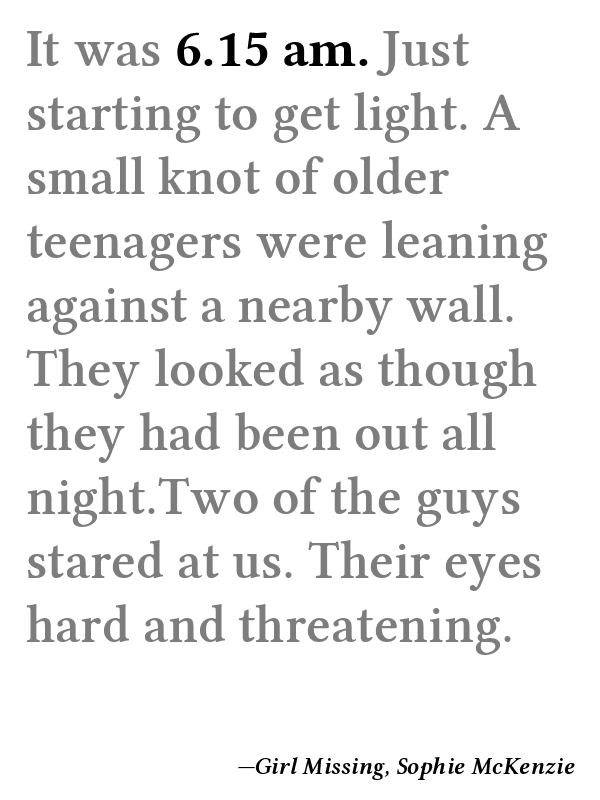 It was 6.15 am. Just
starting to get light. A
small knot of older
teenagers were leaning
against a nearby wall.
They looked as though
they had been out all
night.Two of the guys
stared at us. Their eyes
hard and threatening.
—Girl Missing, Sophie McKenzie